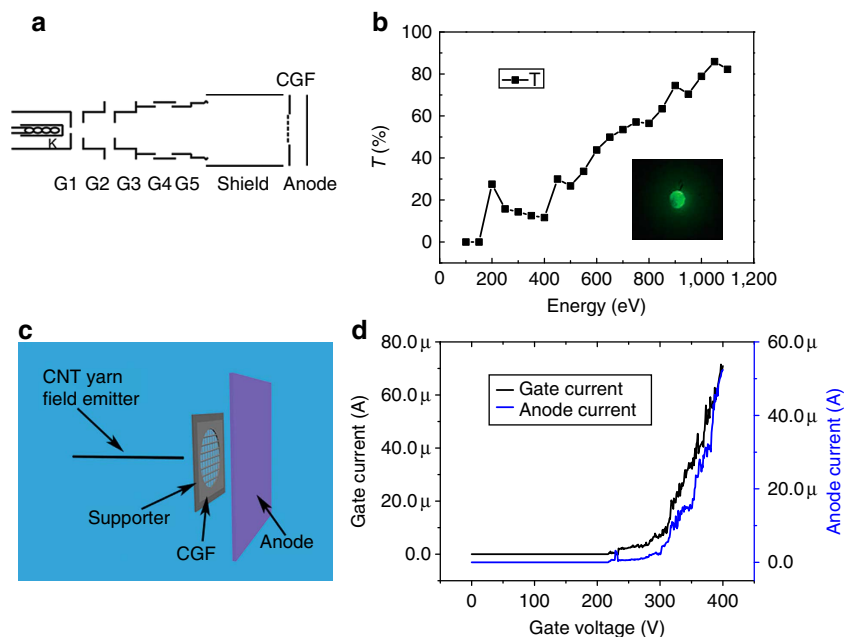 a
CGF
K
G1 G2 G3 G4 G5 Shield Anode
b
100
80
60
40
20
0
T (%)
T
0 200 400 600 800 1,000 1,200
Energy (eV)
c
CNT yarn
field emitter
Supporter
CGF
Anode
d
80.0 µ
60.0 µ
40.0 µ
20.0 µ
0.0
Gate current (A)
Gate current
Anode current
60.0 µ
40.0 µ
20.0 µ
0.0
Anode current (A)
0 100 200 300 400
Gate voltage (V)